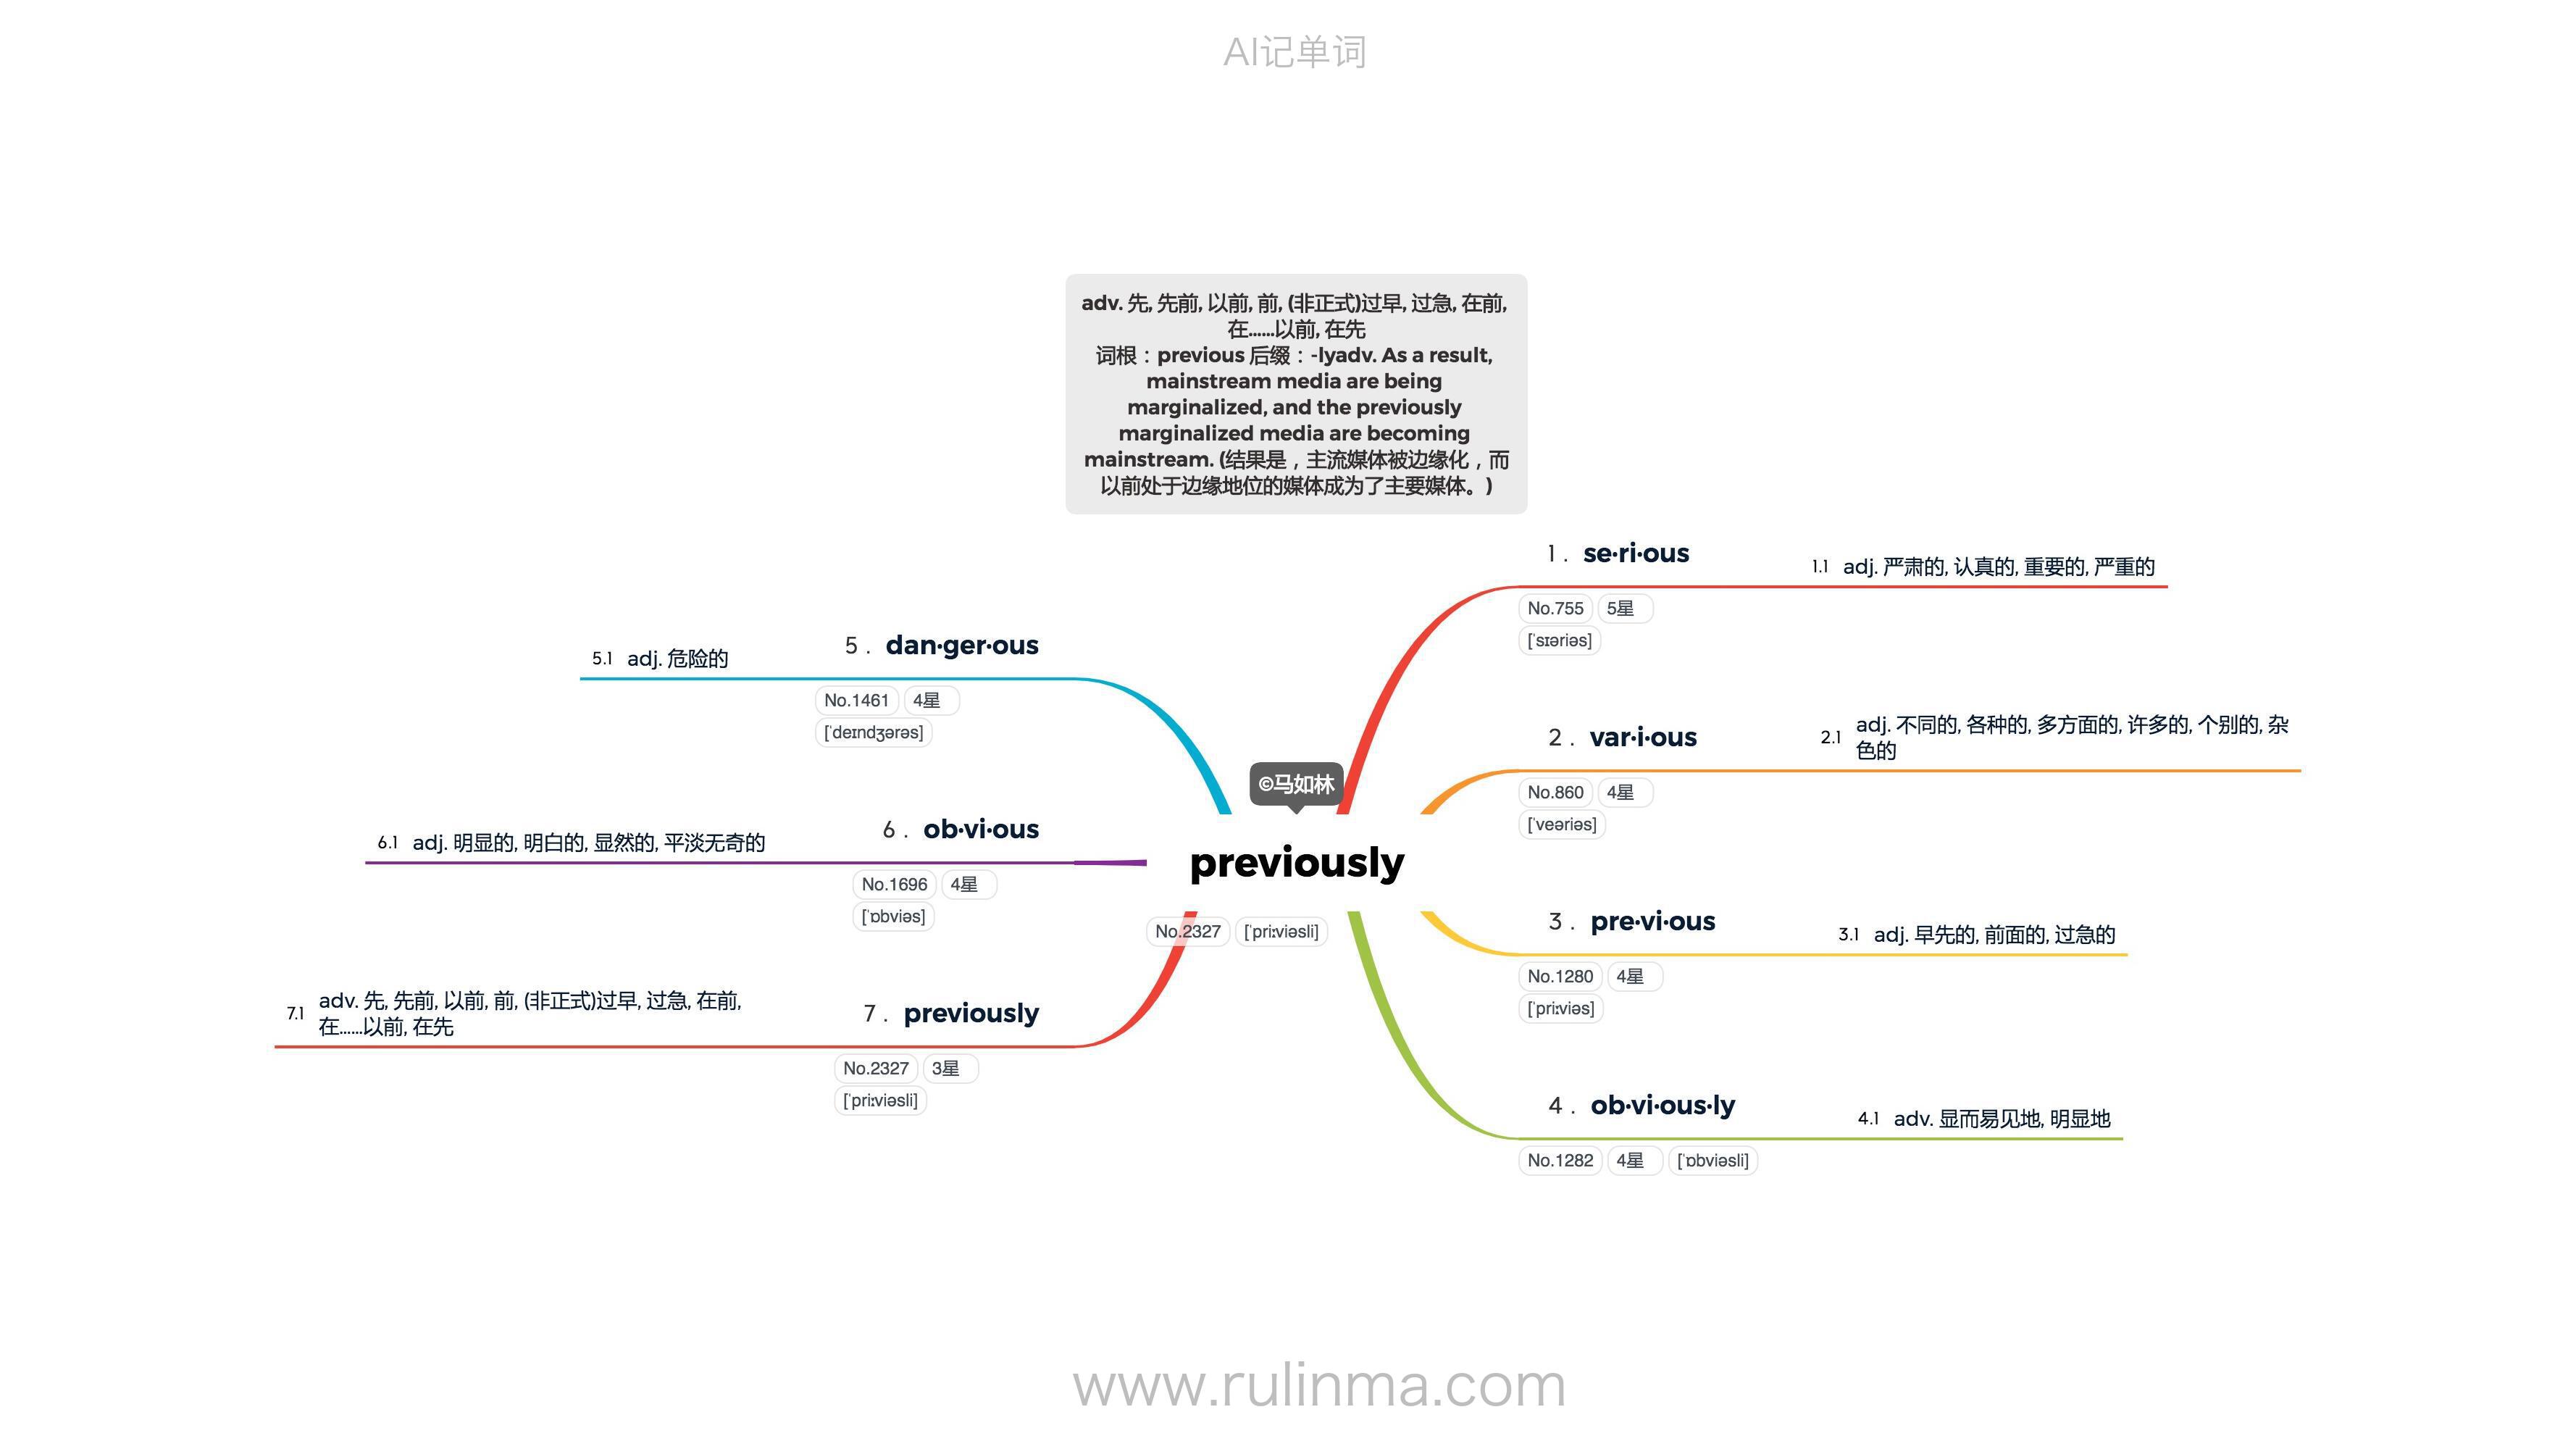 AI记单词
adv. 先, 先前, 以前, 前, (非正式)过早, 过急, 在前,
在……以前, 在先
词根：previous 后缀：-lyadv. As a result,
mainstream media are being
marginalized, and the previously
marginalized media are becoming
mainstream. (结果是，主流媒体被边缘化，而
以前处于边缘地位的媒体成为了主要媒体。)
©马如林
previously
No.2327 [ˈpriːviəsli]
1 . se·ri·ous
No.755 5星
[ˈsɪəriəs]
1.1 adj. 严肃的, 认真的, 重要的, 严重的
2 . var·i·ous
No.860 4星
[ˈveəriəs]
2.1 adj. 不同的, 各种的, 多方面的, 许多的, 个别的, 杂
色的
3 . pre·vi·ous
No.1280 4星
[ˈpriːviəs]
3.1 adj. 早先的, 前面的, 过急的
4 . ob·vi·ous·ly
No.1282 4星 [ˈɒbviəsli]
4.1 adv. 显而易见地, 明显地
5 . dan·ger·ous
No.1461 4星
[ˈdeɪndʒərəs]
5.1 adj. 危险的
6 . ob·vi·ous
No.1696 4星
[ˈɒbviəs]
6.1 adj. 明显的, 明白的, 显然的, 平淡无奇的
7 . previously
No.2327 3星
[ˈpriːviəsli]
7.1 adv. 先, 先前, 以前, 前, (非正式)过早, 过急, 在前,
在……以前, 在先
www.rulinma.com